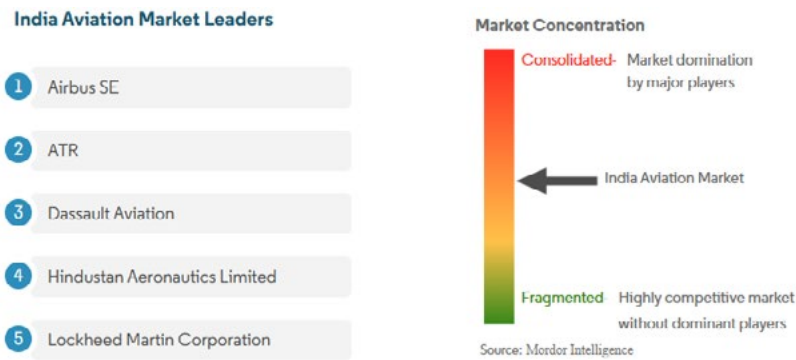 India Aviation Market Leaders
1 Airbus SE
2 ATR
3 Dassault Aviation
4 Hindustan Aeronautics Limited
5 Lockheed Martin Corporation
Market Concentration
Consolidated- Market domination
by major players
India Aviation Market
Fragmented- Highly competitive market
without dominant players
Source: Mordor Intelligence